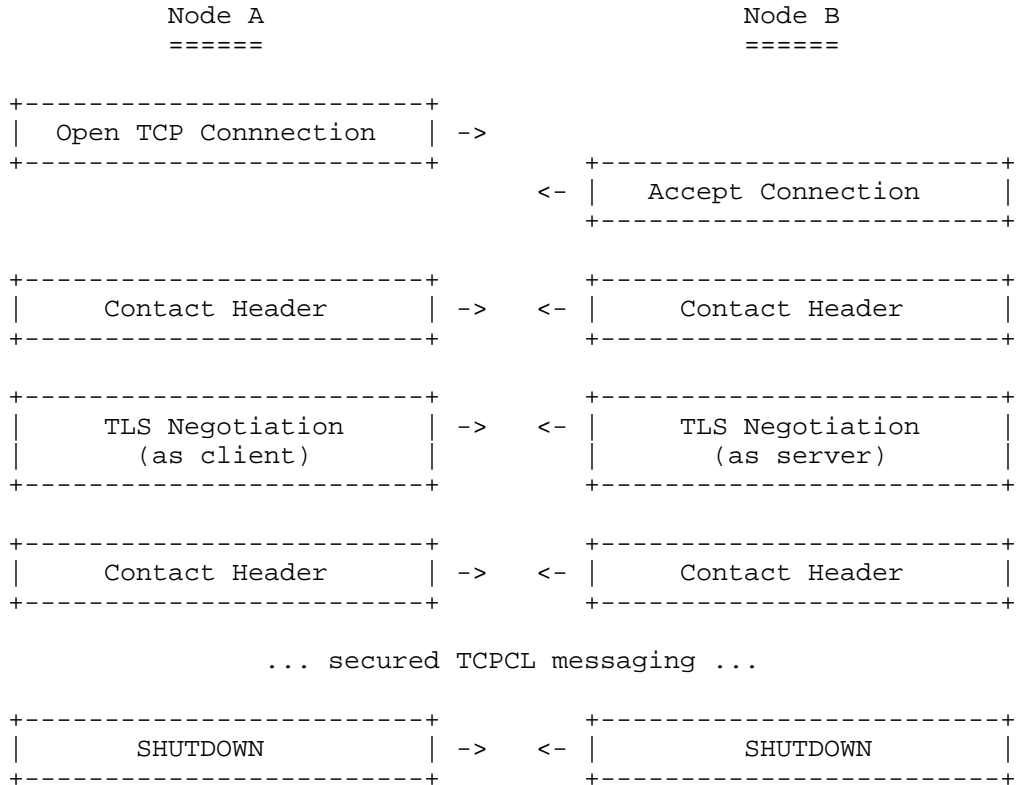 Node A Node B
====== ======
+-------------------------+
| Open TCP Connnection | ->
+-------------------------+ +-------------------------+
<- | Accept Connection |
+-------------------------+
+-------------------------+ +-------------------------+
| Contact Header | -> <- | Contact Header |
+-------------------------+ +-------------------------+
+-------------------------+ +-------------------------+
| TLS Negotiation | -> <- | TLS Negotiation |
| (as client) | | (as server) |
+-------------------------+ +-------------------------+
+-------------------------+ +-------------------------+
| Contact Header | -> <- | Contact Header |
+-------------------------+ +-------------------------+
... secured TCPCL messaging ...
+-------------------------+ +-------------------------+
| SHUTDOWN | -> <- | SHUTDOWN |
+-------------------------+ +-------------------------+